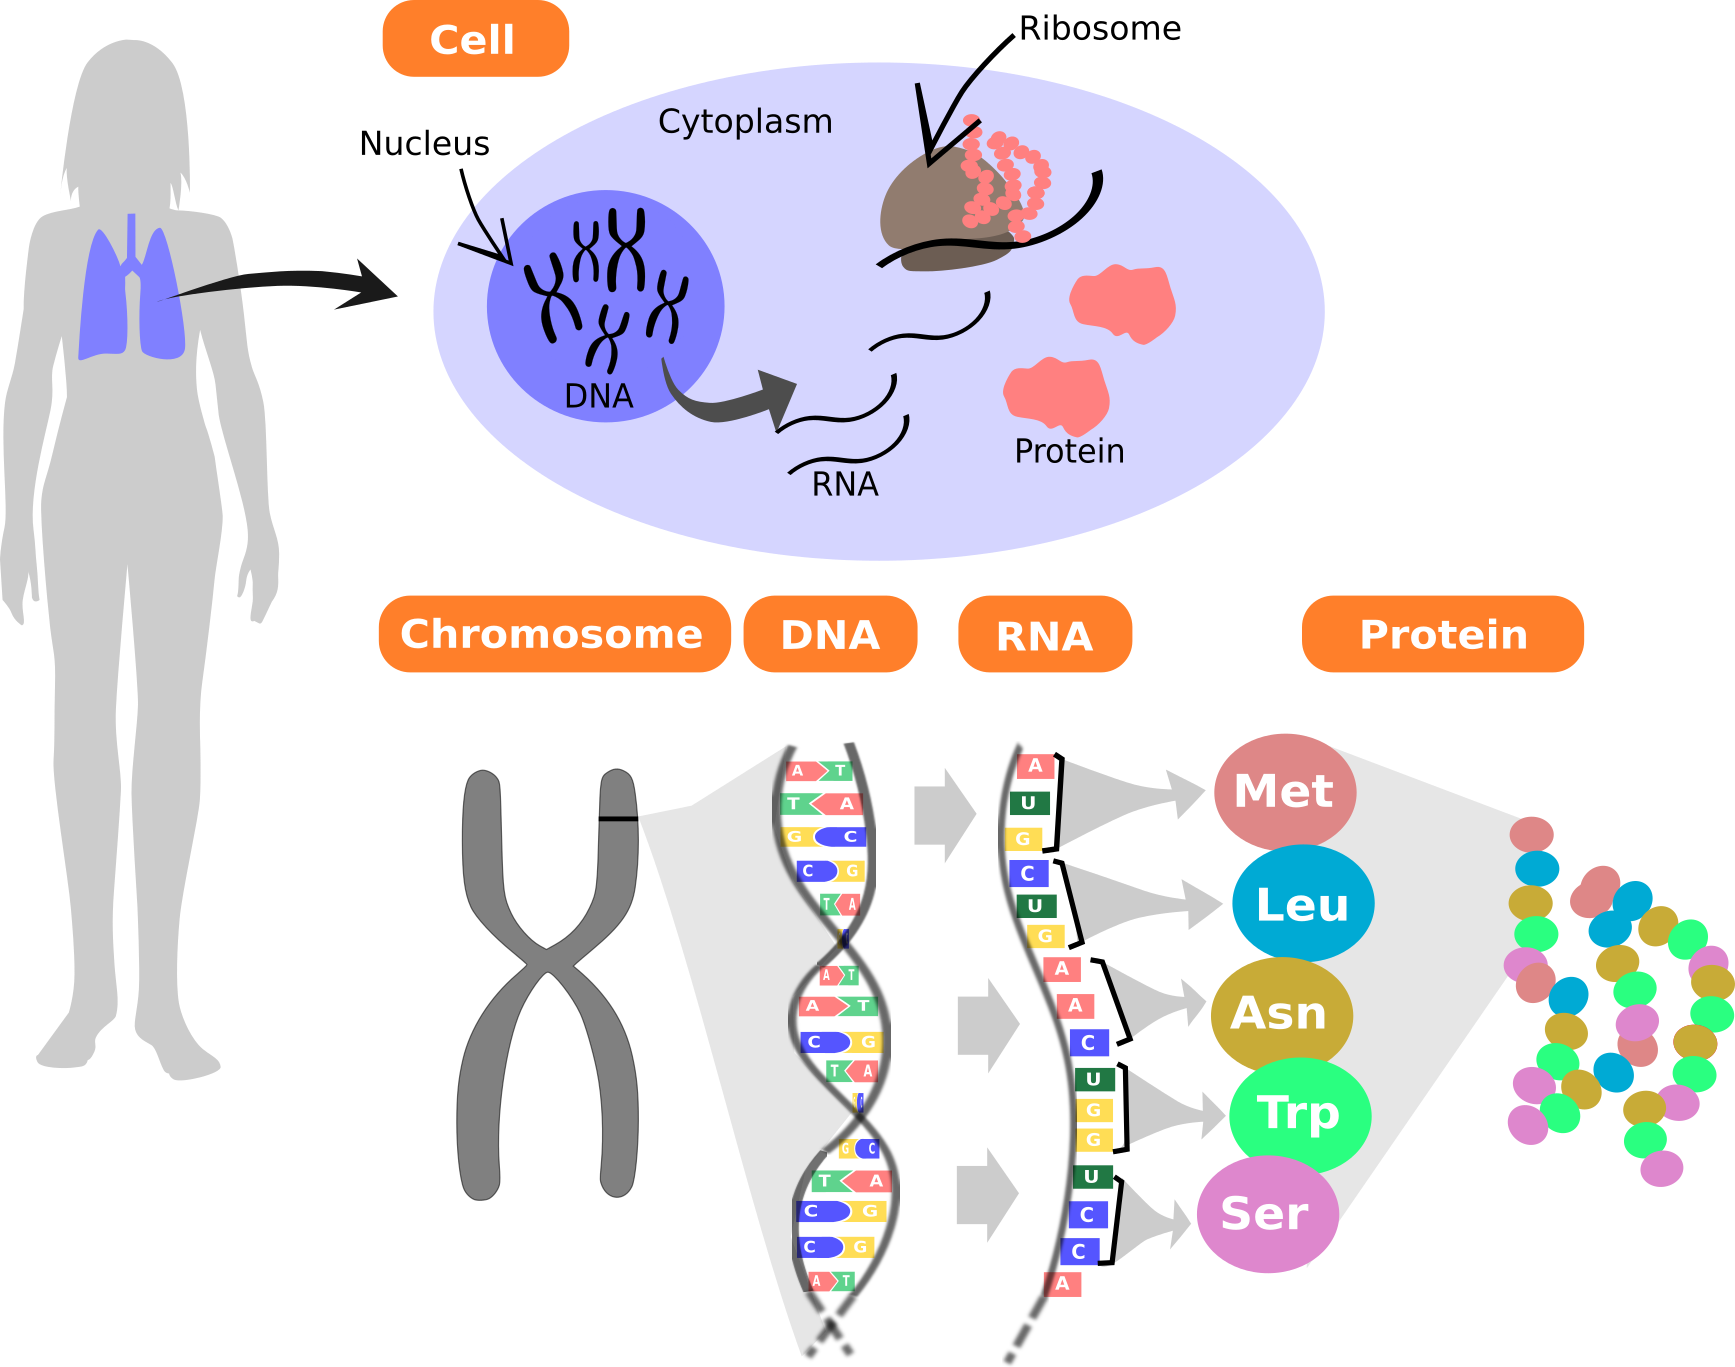 Cell
Ribosome
Cytoplasm
Nucleus
DNA
RNA
Protein
Chromosome
DNA
RNA
Protein
A T
T A
G C
C G
T A
A T
A T
C G
T A
G C
T A
C G
C G
A T
A
U
G
C
U
G
A
A
C
U
G
G
U
C
C
A
Met
Leu
Asn
Trp
Ser